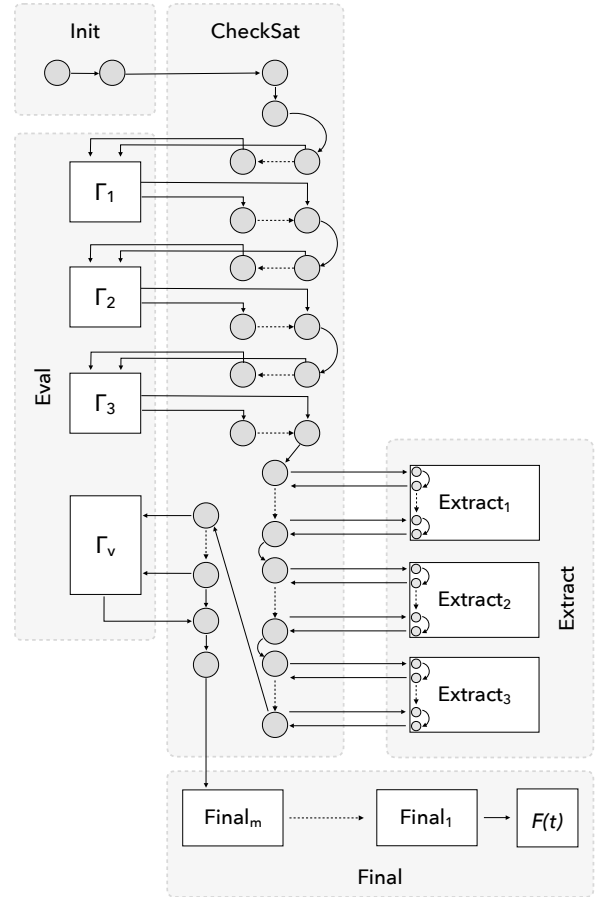 Init
CheckSat
Γ1
Γ2
Γ3
Eval
Γv
Extract1
Extract2
Extract3
Extract
Finalm
Final1
F(t)
Final